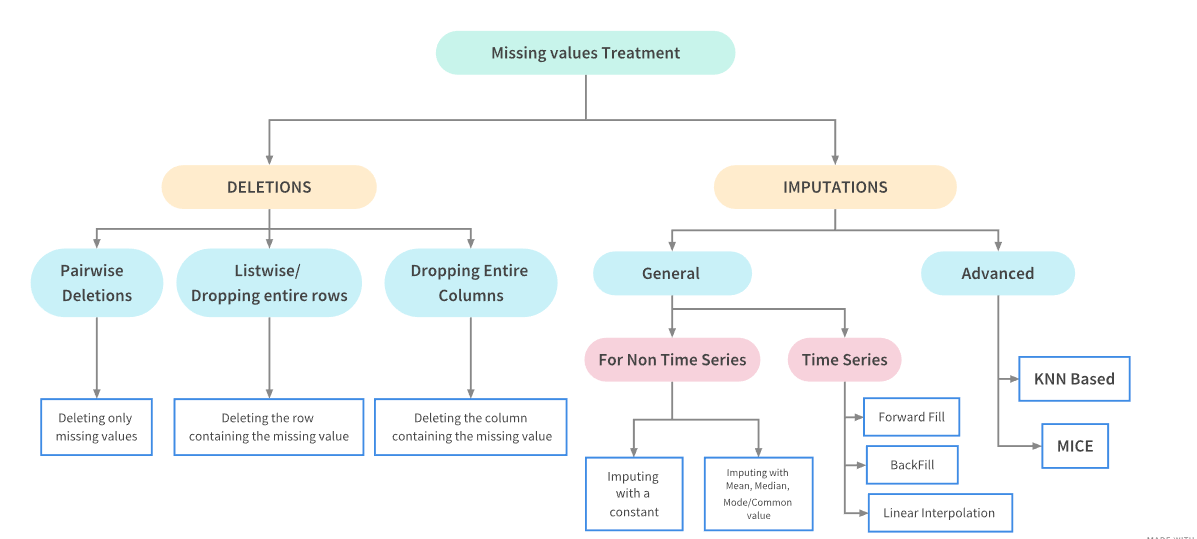 Missing values Treatment
DELETIONS
IMPUTATIONS
Pairwise
Deletions
Listwise/
Dropping entire rows
Dropping Entire
Columns
General
Advanced
For Non Time Series
Time Series
KNN Based
MICE
Deleting only
missing values
Deleting the row
containing the missing value
Deleting the column
containing the missing value
Forward Fill
BackFill
Linear Interpolation
Imputing
with a
constant
Imputing with
Mean, Median,
Mode/Common
value